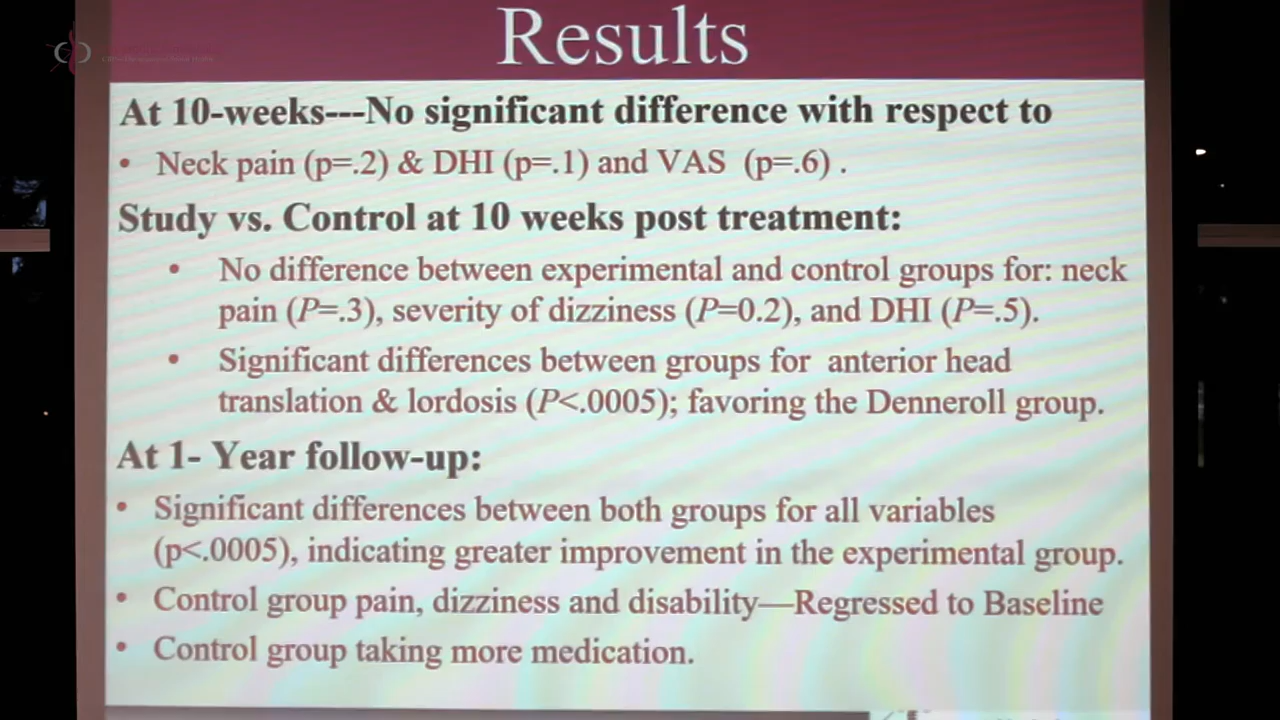 Results
At 10-weeks---No significant difference with respect to
• Neck pain (p=.2) & DHI (p=.1) and VAS (p=.6) .
Study vs. Control at 10 weeks post treatment:
• No difference between experimental and control groups for: neck
pain (P=.3), severity of dizziness (P=0.2), and DHI (P=.5).
• Significant differences between groups for anterior head
translation & lordosis (P<.0005); favoring the Denneroll group.
At 1- Year follow-up:
• Significant differences between both groups for all variables
(p<.0005), indicating greater improvement in the experimental group.
• Control group pain, dizziness and disability—Regressed to Baseline
• Control group taking more medication.